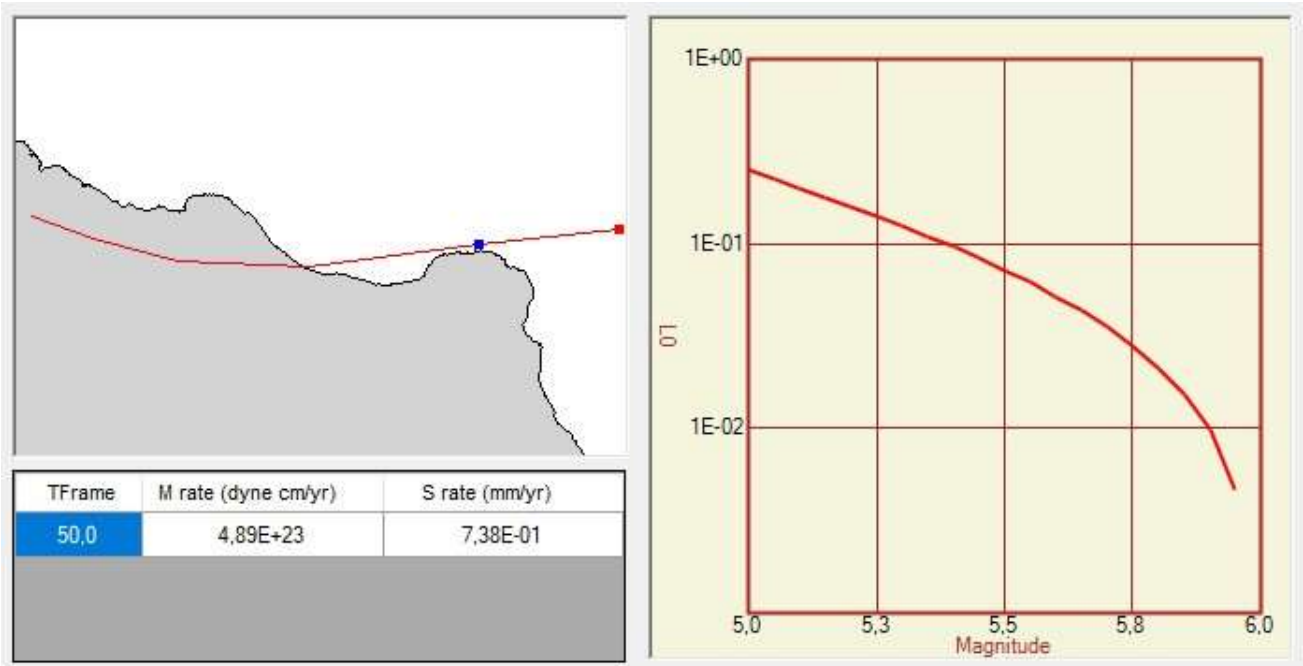 TFrame M rate (dyne cm/yr) S rate (mm/yr)
50,0 4,89E+23 7,38E-01
1E+00
1E-01
L0
1E-02
5,0 5,3 5,5 5,8 6,0
Magnitude